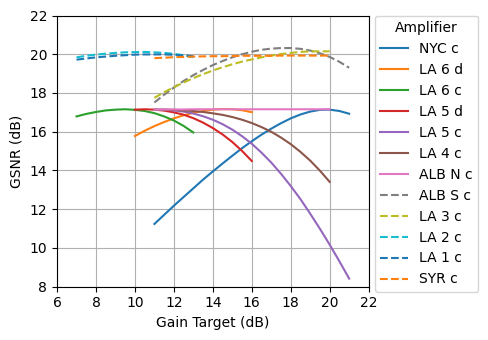 Amplifier
22
20
18
16
14
12
10
8
GSNR (dB)
6
8
10
12
14
16
18
20
22
Gain Target (dB)
NYC c
LA 6 d
LA 6 c
LA 5 d
LA 5 c
LA 4 c
ALB N c
ALB S c
LA 3 c
LA 2 c
LA 1 c
SYR c